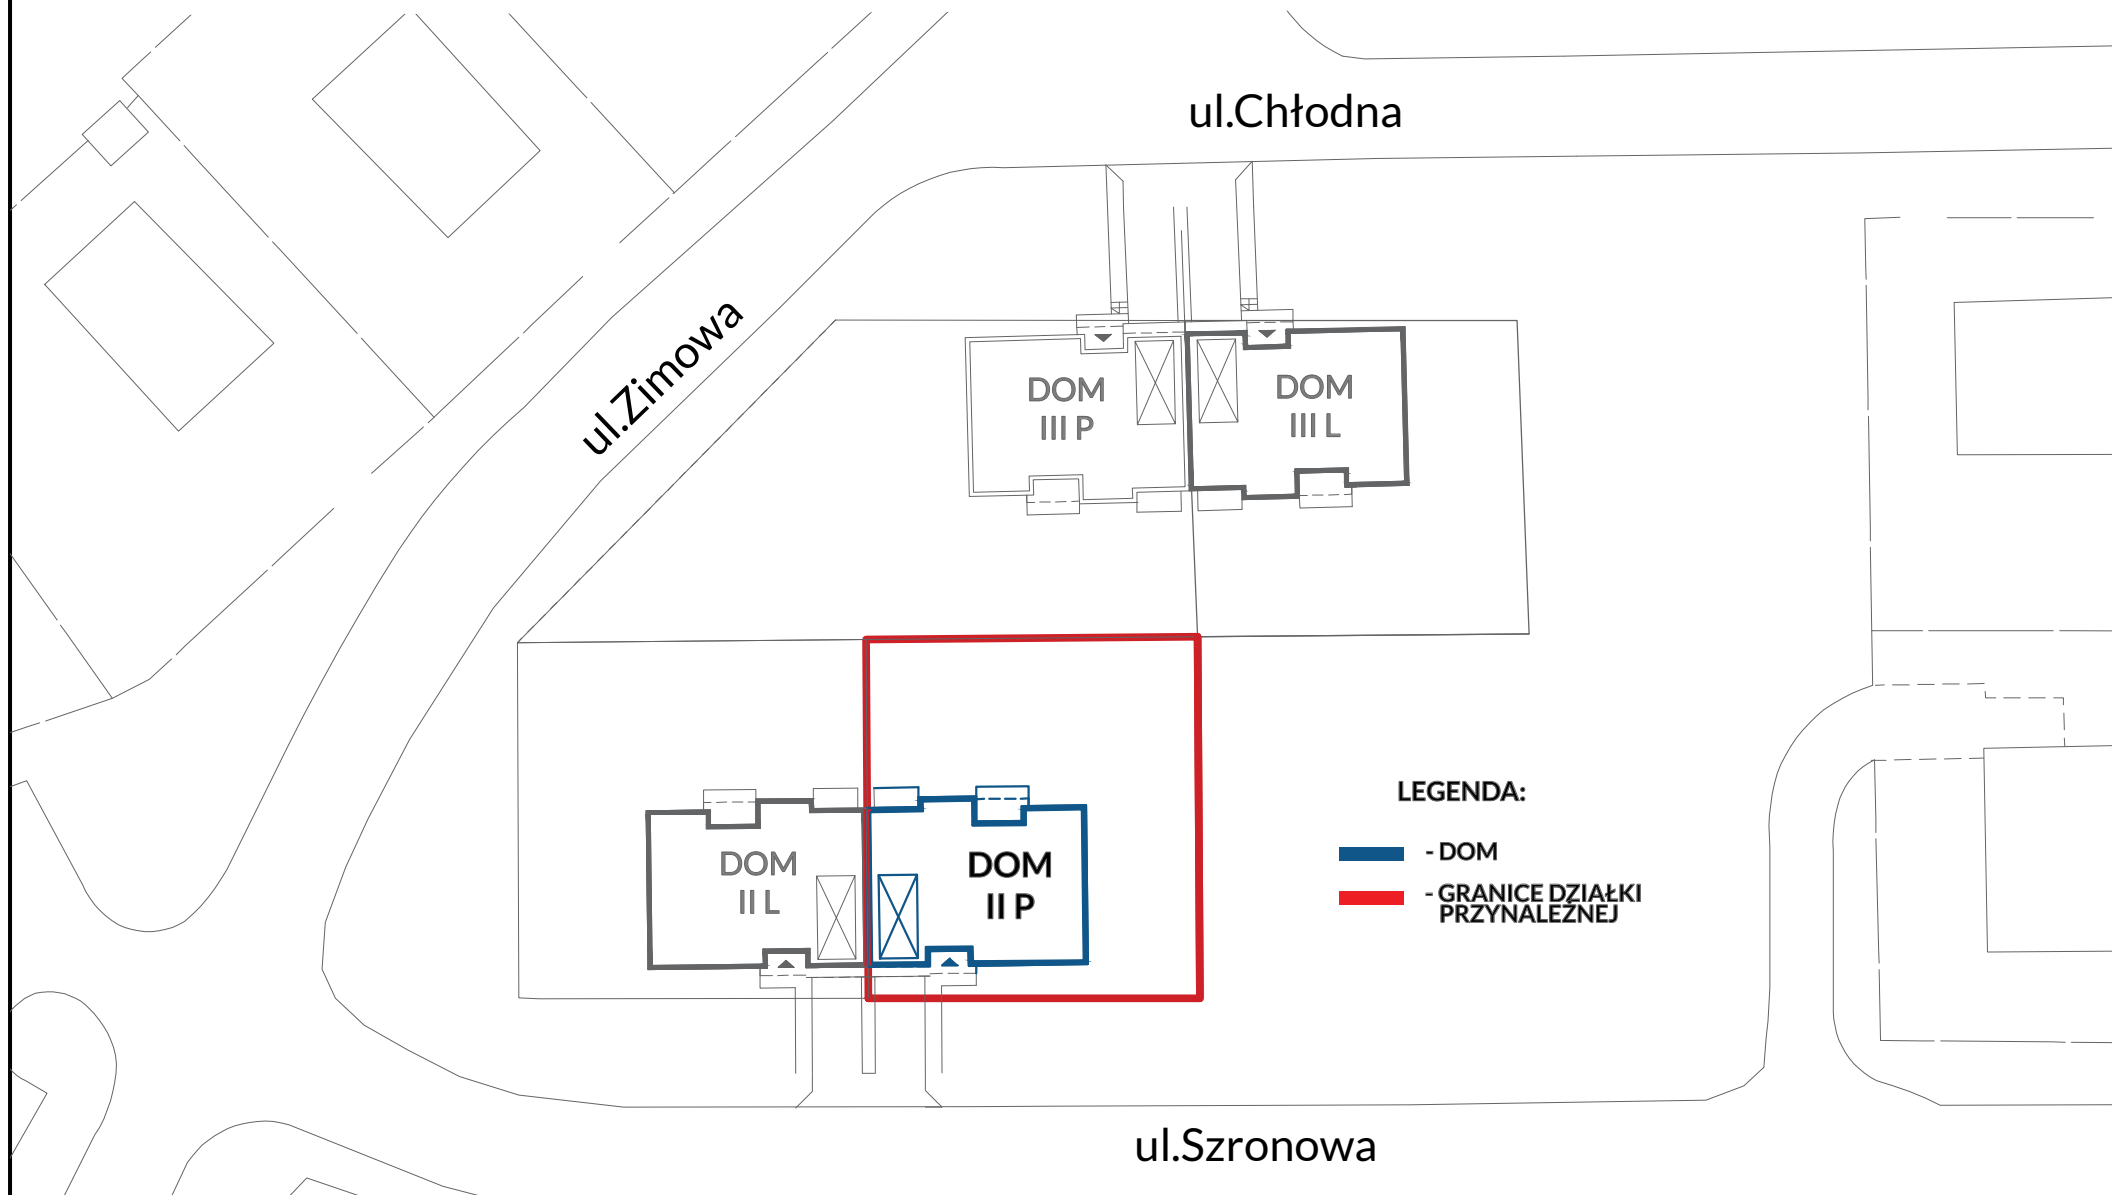 ul.Chłodna
ul.Zimowa
DOM
III P
DOM
III L
DOM
II L
DOM
II P
LEGENDA:
- DOM
- GRANICE DZIAŁKI
PRZYNALEŻNEJ
ul.Szronowa